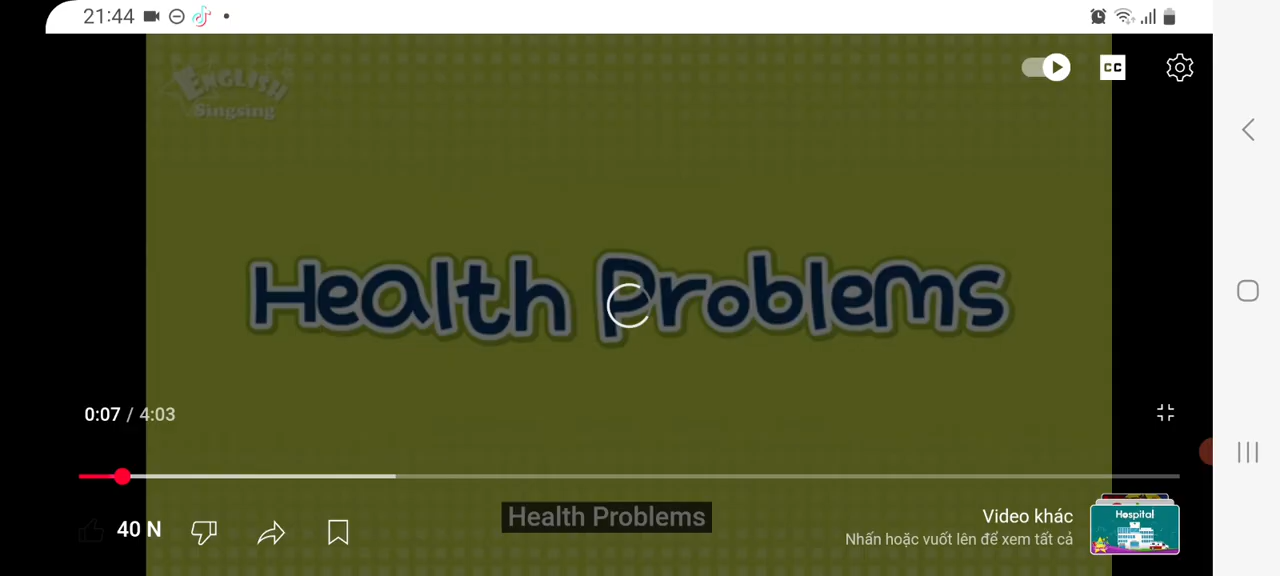 21:44
ENGLISH
Singsing
CC
Health Problems
0:07 / 4:03
40 N
Health Problems
Video khác
Nhấn hoặc vuốt lên để xem tất cả
Hospital